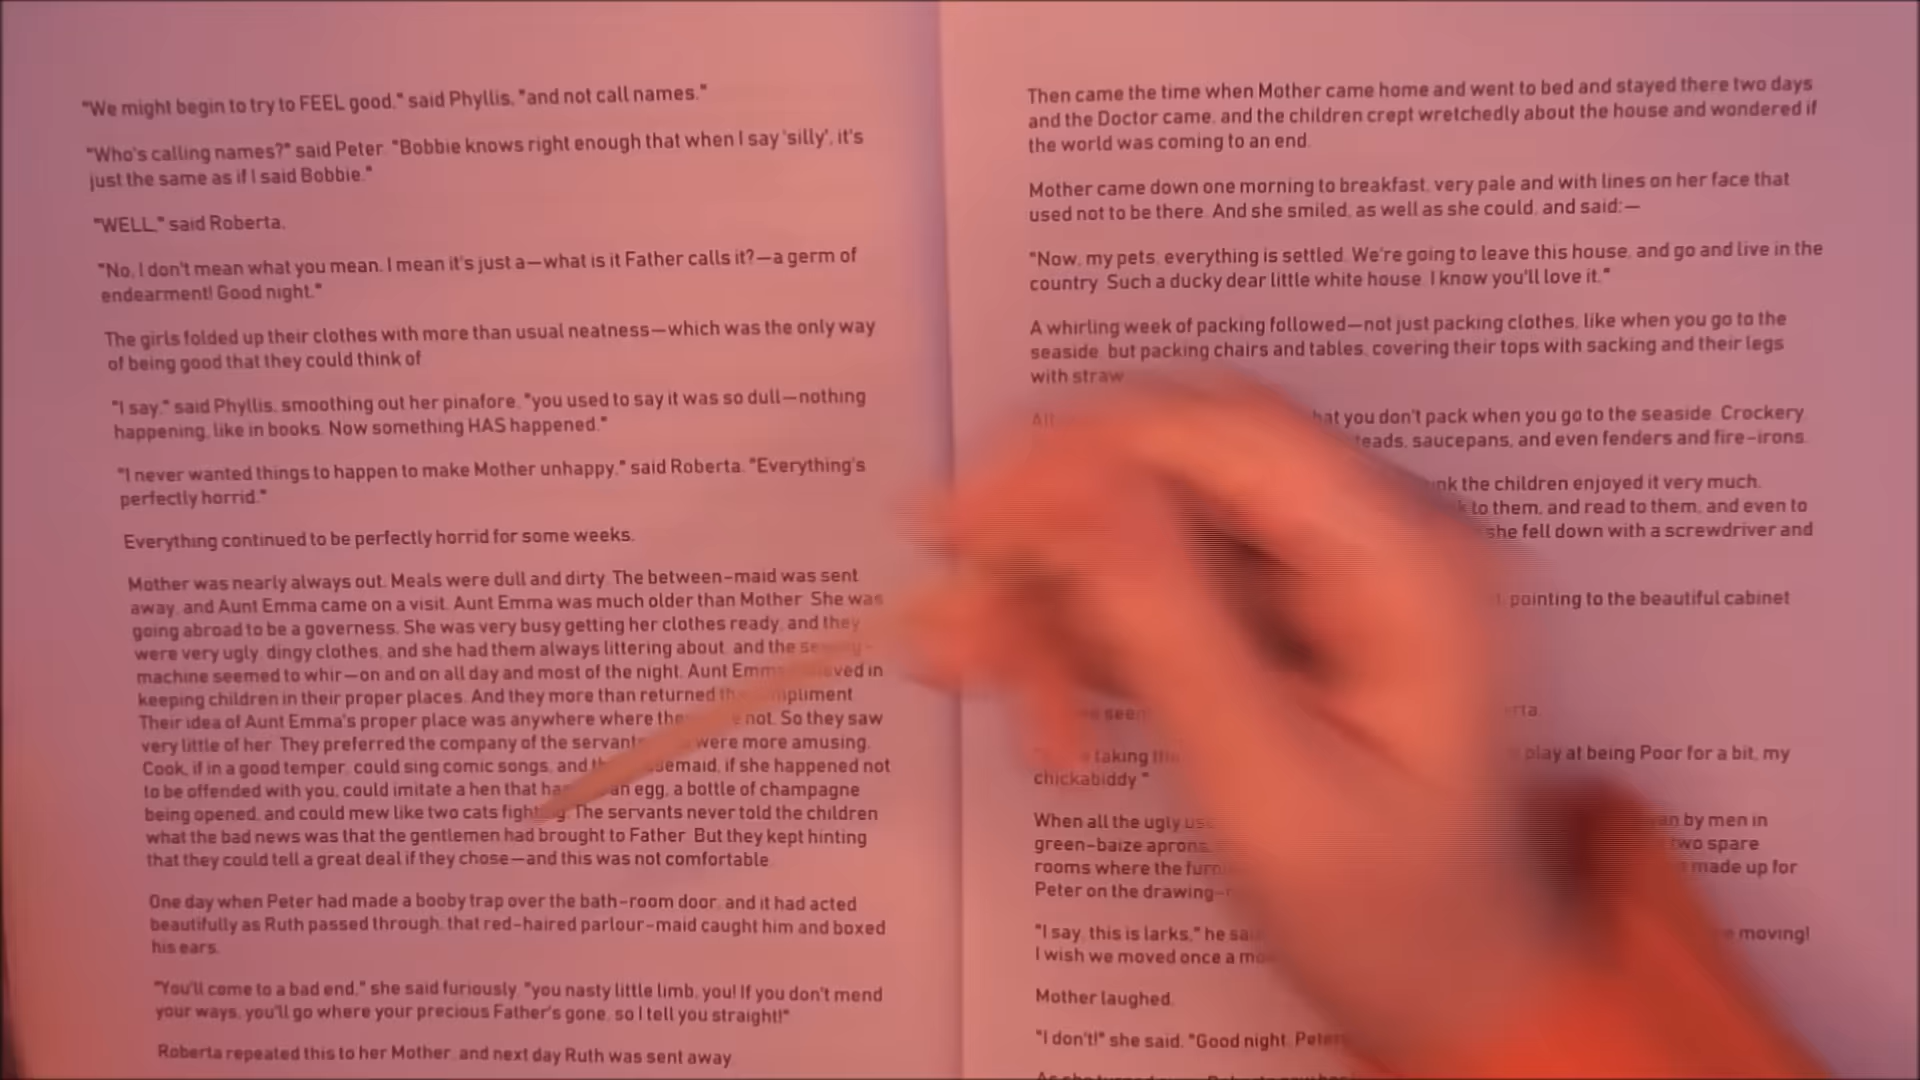 "We might begin to try to FEEL good," said Phyllis, "and not call names."
"Who's calling names?" said Peter. "Bobbie knows right enough that when I say 'silly', it's
just the same as if I said Bobbie."
"WELL," said Roberta.
"No, I don't mean what you mean. I mean it's just a—what is it Father calls it?—a germ of
endearment! Good night."
The girls folded up their clothes with more than usual neatness—which was the only way
of being good that they could think of.
"I say," said Phyllis, smoothing out her pinafore, "you used to say it was so dull—nothing
happening, like in books. Now something HAS happened."
"I never wanted things to happen to make Mother unhappy," said Roberta. "Everything's
perfectly horrid."
Everything continued to be perfectly horrid for some weeks.
Mother was nearly always out. Meals were dull and dirty. The between-maid was sent
away, and Aunt Emma came on a visit. Aunt Emma was much older than Mother. She was
going abroad to be a governess. She was very busy getting her clothes ready, and they
were very ugly, dingy clothes, and she had them always littering about, and the
machine seemed to whir—on and on all day and most of the night. Aunt Emma in
keeping children in their proper places. And they more than returned the
Their idea of Aunt Emma's proper place was anywhere where not. So they saw
very little of her. They preferred the company of the servants were more amusing.
Cook, if in a good temper, could sing comic songs, and if she happened not
to be offended with you, could imitate a hen that an egg, a bottle of champagne
being opened, and could mew like two cats fighting. The servants never told the children
what the bad news was that the gentlemen had brought to Father. But they kept hinting
that they could tell a great deal if they chose—and this was not comfortable.
One day when Peter had made a booby trap over the bath-room door, and it had acted
beautifully as Ruth passed through, that red-haired parlour-maid caught him and boxed
his ears.
"You'll come to a bad end," she said furiously, "you nasty little limb, you! If you don't mend
your ways, you'll go where your precious Father's gone, so I tell you straight!"
Roberta repeated this to her Mother, and next day Ruth was sent away.
Then came the time when Mother came home and went to bed and stayed there two days
and the Doctor came, and the children crept wretchedly about the house and wondered if
the world was coming to an end.
Mother came down one morning to breakfast, very pale and with lines on her face that
used not to be there. And she smiled, as well as she could, and said:—
"Now, my pets, everything is settled. We're going to leave this house, and go and live in the
country. Such a ducky dear little white house. I know you'll love it."
A whirling week of packing followed—not just packing clothes, like when you go to the
seaside, but packing chairs and tables, covering their tops with sacking and their legs
with straw.
All that you don't pack when you go to the seaside. Crockery,
saucepans, and even fenders and fire-irons.
the children enjoyed it very much.
to them, and read to them, and even to
she fell down with a screwdriver and
pointing to the beautiful cabinet
taking play at being Poor for a bit, my
chickabiddy."
When all the ugly by men in
green-baize aprons, two spare
rooms where the made up for
Peter on the
"I say, this is larks," he moving!
I wish we moved once a
Mother laughed.
"I don't!" she said. "Good night,